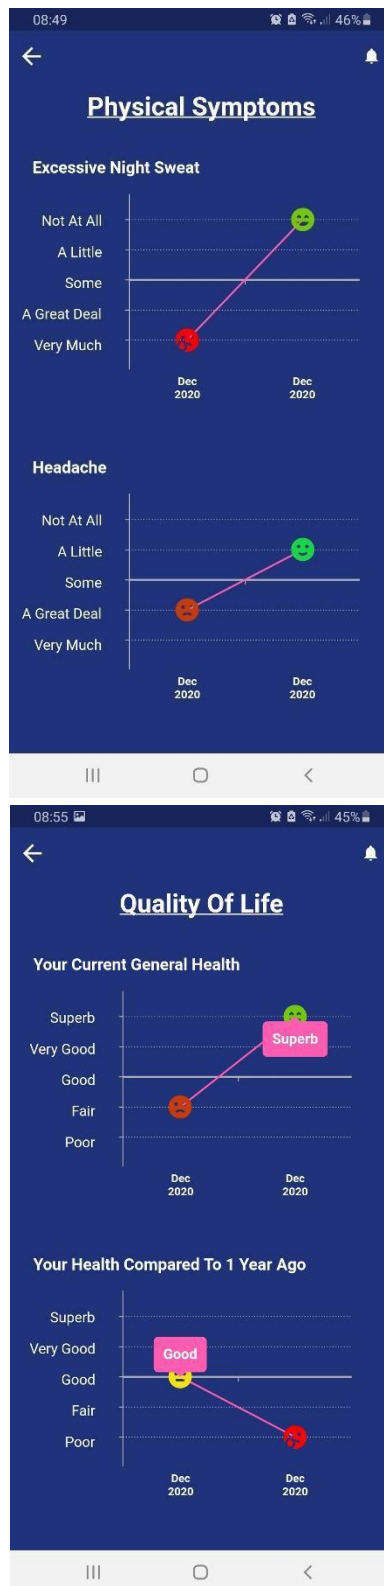 08:49 46%
Physical Symptoms
Excessive Night Sweat
Not At All
A Little
Some
A Great Deal
Very Much
Dec Dec
2020 2020
Headache
Not At All
A Little
Some
A Great Deal
Very Much
Dec Dec
2020 2020
08:55 45%
Quality Of Life
Your Current General Health
Superb
Superb
Very Good
Good
Fair
Poor
Dec Dec
2020 2020
Your Health Compared To 1 Year Ago
Superb
Very Good
Good
Good
Fair
Poor
Dec Dec
2020 2020